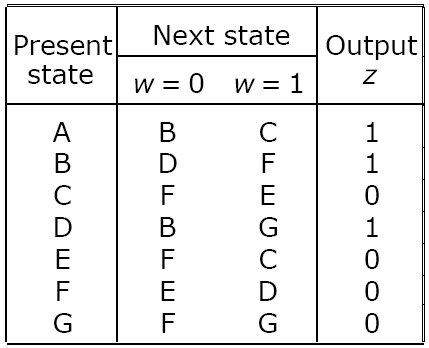 Present state Next state Output z
w = 0 w = 1
A B C 1
B D F 1
C F E 0
D B G 1
E F C 0
F E D 0
G F G 0